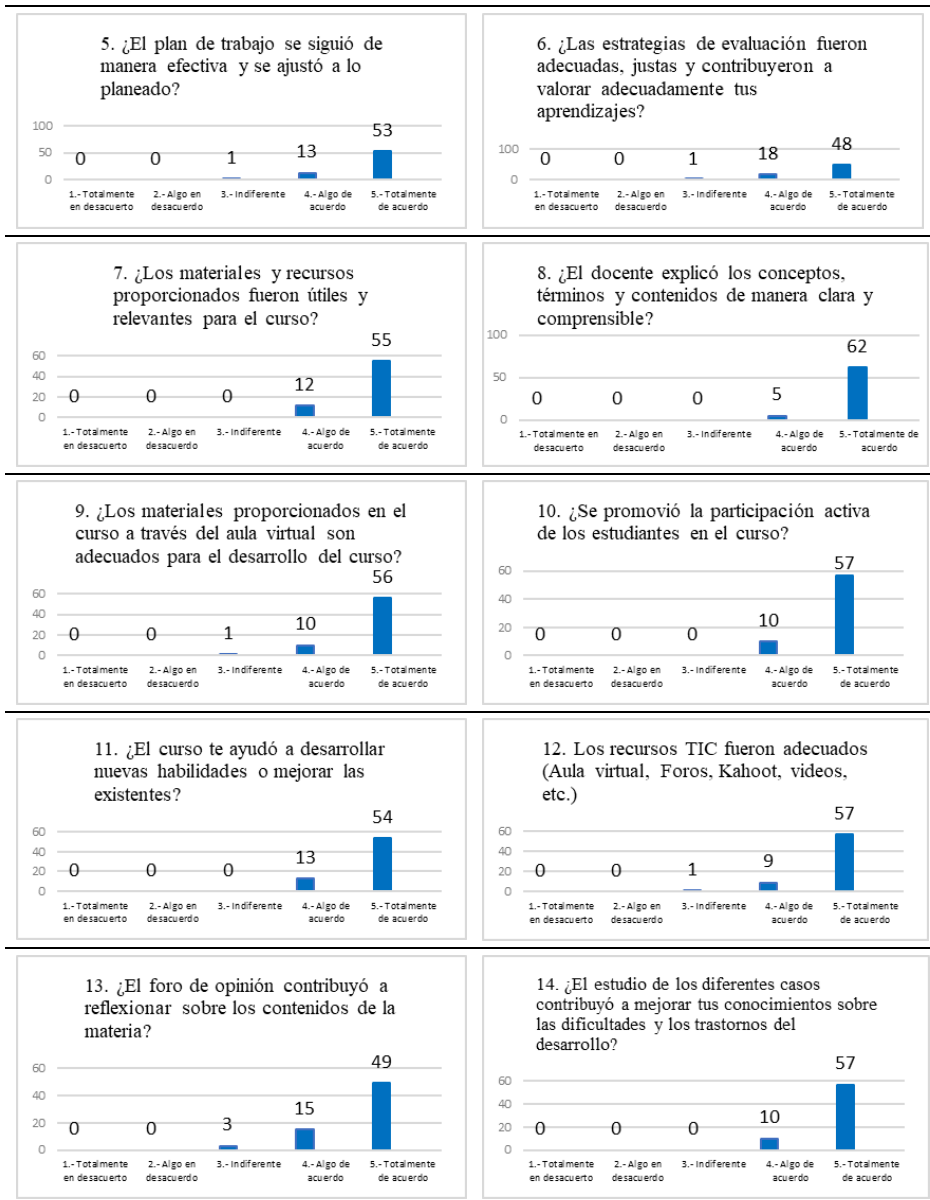 5. ¿El plan de trabajo se siguió de
manera efectiva y se ajustó a lo
planeado?
100
50
0
0
0
1
13
53
1.-Totalmente en desacuerto
2.-Algo en desacuerdo
3.-Indiferente
4.-Algo de acuerdo
5.-Totalmente de acuerdo
6. ¿Las estrategias de evaluación fueron
adecuadas, justas y contribuyeron a
valorar adecuadamente tus
aprendizajes?
100
0
0
0
1
18
48
1.-Totalmente en desacuerto
2.-Algo en desacuerdo
3.-Indiferente
4.-Algo de acuerdo
5.-Totalmente de acuerdo
7. ¿Los materiales y recursos
proporcionados fueron útiles y
relevantes para el curso?
60
40
20
0
0
0
0
12
55
1.-Totalmente en desacuerto
2.-Algo en desacuerdo
3.-Indiferente
4.-Algo de acuerdo
5.-Totalmente de acuerdo
8. ¿El docente explicó los conceptos,
términos y contenidos de manera clara y
comprensible?
100
50
0
0
0
0
5
62
1.-Totalmente en desacuerto
2.-Algo en desacuerdo
3.-Indiferente
4.-Algo de acuerdo
5.-Totalmente de acuerdo
9. ¿Los materiales proporcionados en el
curso a través del aula virtual son
adecuados para el desarrollo del curso?
60
40
20
0
0
0
1
10
56
1.-Totalmente en desacuerto
2.-Algo en desacuerdo
3.-Indiferente
4.-Algo de acuerdo
5.-Totalmente de acuerdo
10. ¿Se promovió la participación activa
de los estudiantes en el curso?
60
40
20
0
0
0
0
10
57
1.-Totalmente en desacuerto
2.-Algo en desacuerdo
3.-Indiferente
4.-Algo de acuerdo
5.-Totalmente de acuerdo
11. ¿El curso te ayudó a desarrollar
nuevas habilidades o mejorar las
existentes?
60
40
20
0
0
0
0
13
54
1.-Totalmente en desacuerto
2.-Algo en desacuerdo
3.-Indiferente
4.-Algo de acuerdo
5.-Totalmente de acuerdo
12. Los recursos TIC fueron adecuados
(Aula virtual, Foros, Kahoot, videos,
etc.)
60
40
20
0
0
0
1
9
57
1.-Totalmente en desacuerto
2.-Algo en desacuerdo
3.-Indiferente
4.-Algo de acuerdo
5.-Totalmente de acuerdo
13. ¿El foro de opinión contribuyó a
reflexionar sobre los contenidos de la
materia?
60
40
20
0
0
0
3
15
49
1.-Totalmente en desacuerto
2.-Algo en desacuerdo
3.-Indiferente
4.-Algo de acuerdo
5.-Totalmente de acuerdo
14. ¿El estudio de los diferentes casos
contribuyó a mejorar tus conocimientos sobre
las dificultades y los trastornos del
desarrollo?
60
40
20
0
0
0
0
10
57
1.-Totalmente en desacuerto
2.-Algo en desacuerdo
3.-Indiferente
4.-Algo de acuerdo
5.-Totalmente de acuerdo